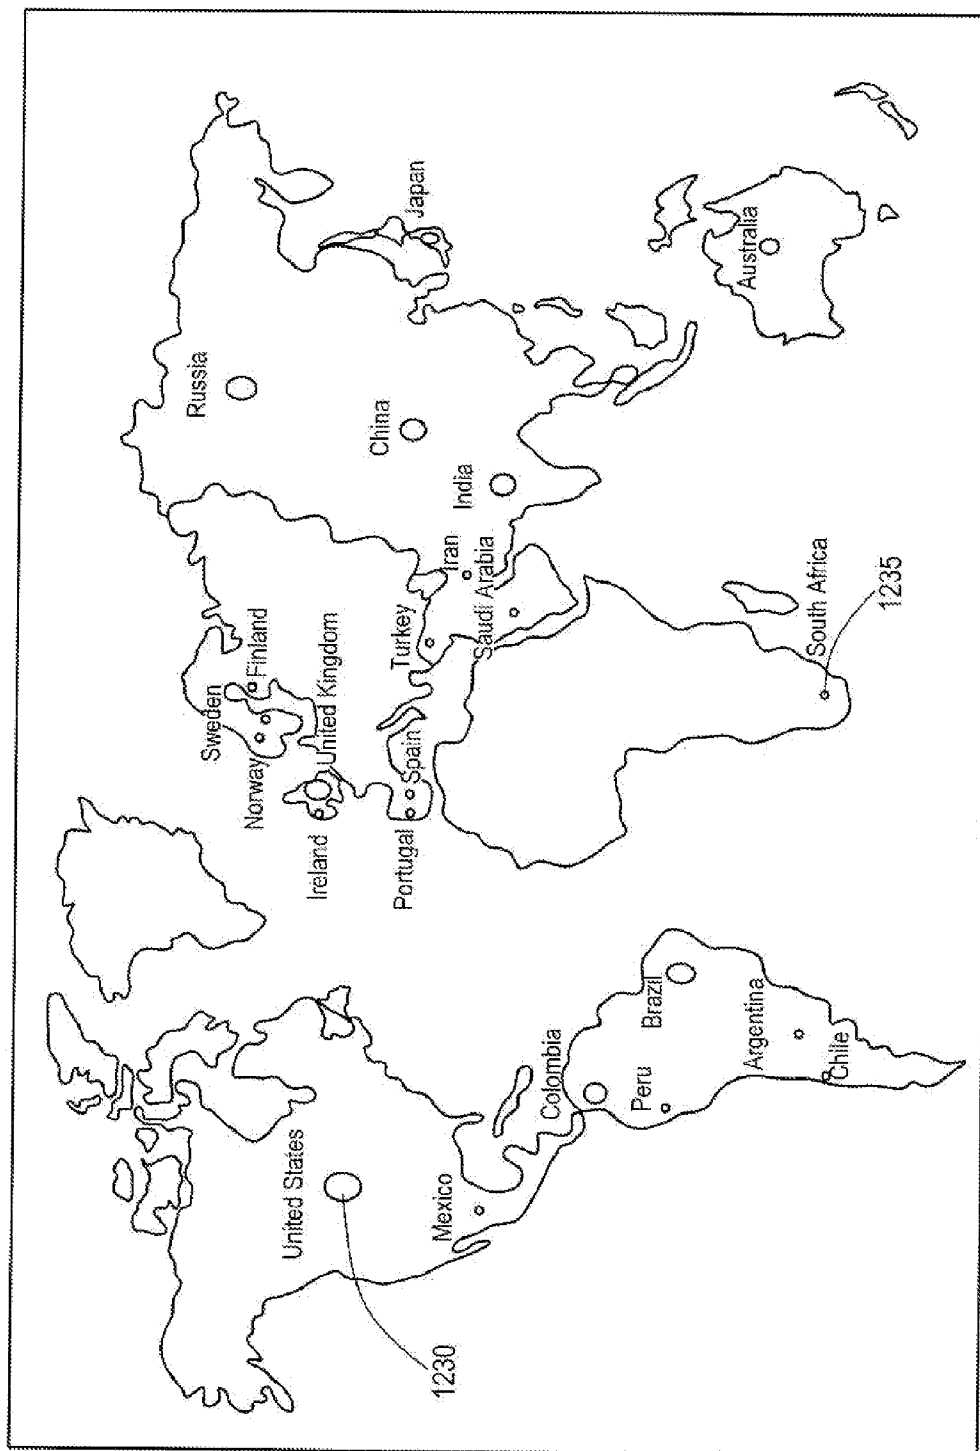 Russia
Sweden
Finland
Norway
United Kingdom
Ireland
Japan
China
United States
Turkey
Iran
Portugal
Spain
India
Saudi Arabia
Mexico
1230
Colombia
Peru
Brazil
Australia
Argentina
South Africa
Chile
1235